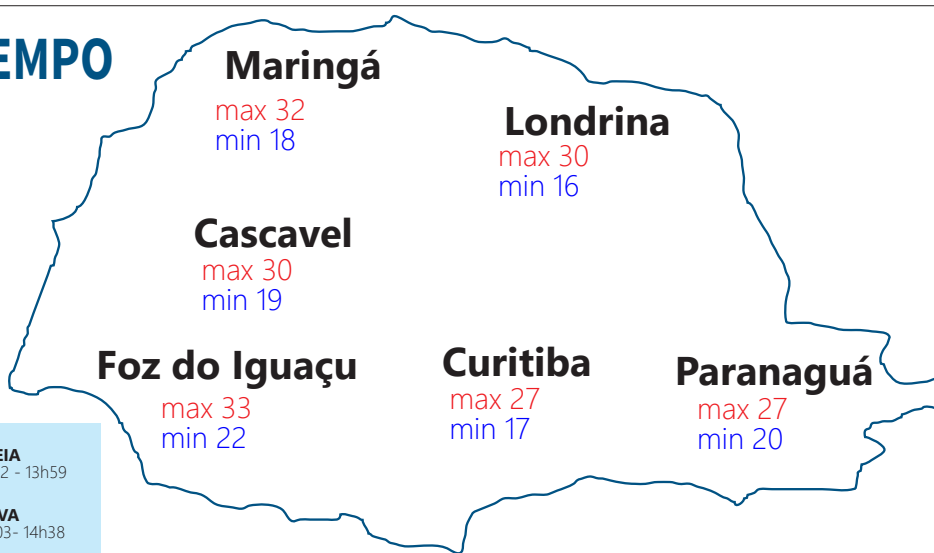 EMPO
Maringá
max 32
min 18
Londrina
max 30
min 16
Cascavel
max 30
min 19
Foz do Iguaçu
max 33
min 22
Curitiba
max 27
min 17
Paranaguá
max 27
min 20
EIA
2 - 13h59
VA
03- 14h38